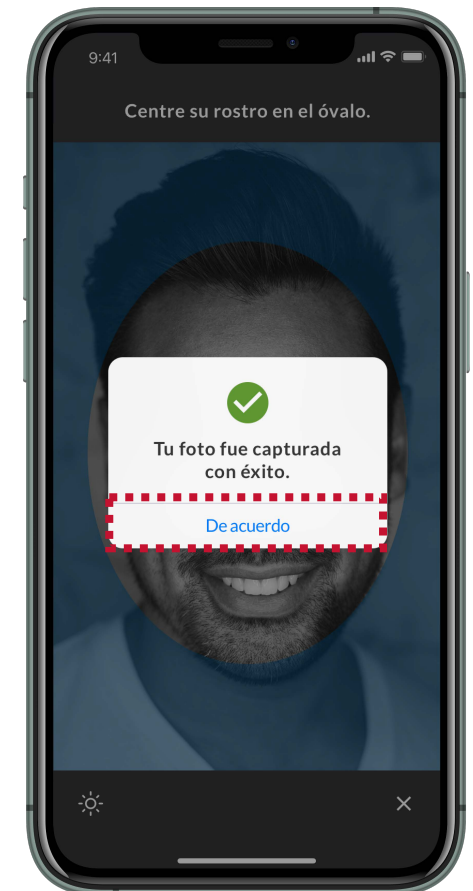 9:41
Centre su rostro en el óvalo.
Tu foto fue capturada
con éxito.
De acuerdo